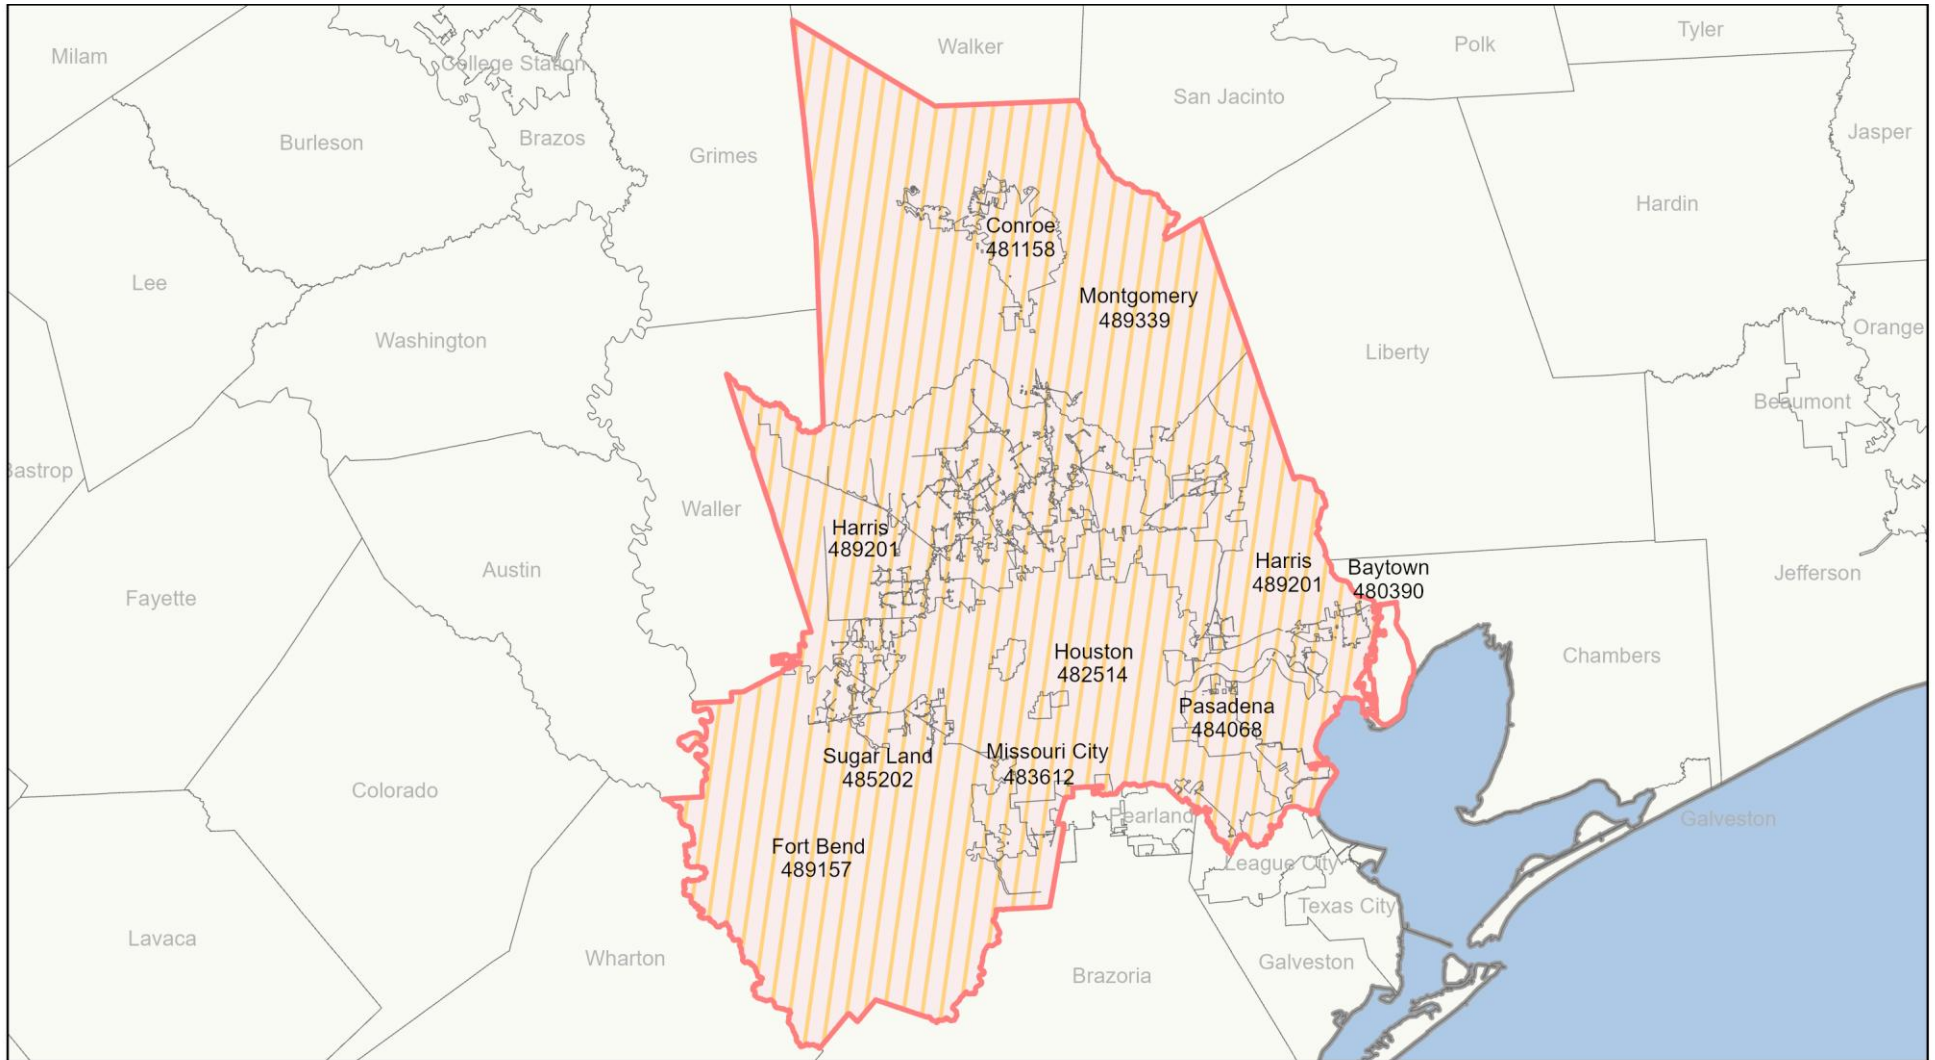 Milam
College Station
Walker
Polk
Tyler
San Jacinto
Burleson
Brazos
Grimes
Jasper
Conroe
481158
Hardin
Lee
Montgomery
489339
Washington
Liberty
Orange
Beaumont
Bastrop
Waller
Harris
489201
Harris
489201
Baytown
480390
Austin
Jefferson
Fayette
Houston
482514
Chambers
Pasadena
484068
Sugar Land
485202
Missouri City
483612
Colorado
Pearland
Galveston
Fort Bend
489157
League City
Texas City
Lavaca
Wharton
Brazoria
Galveston